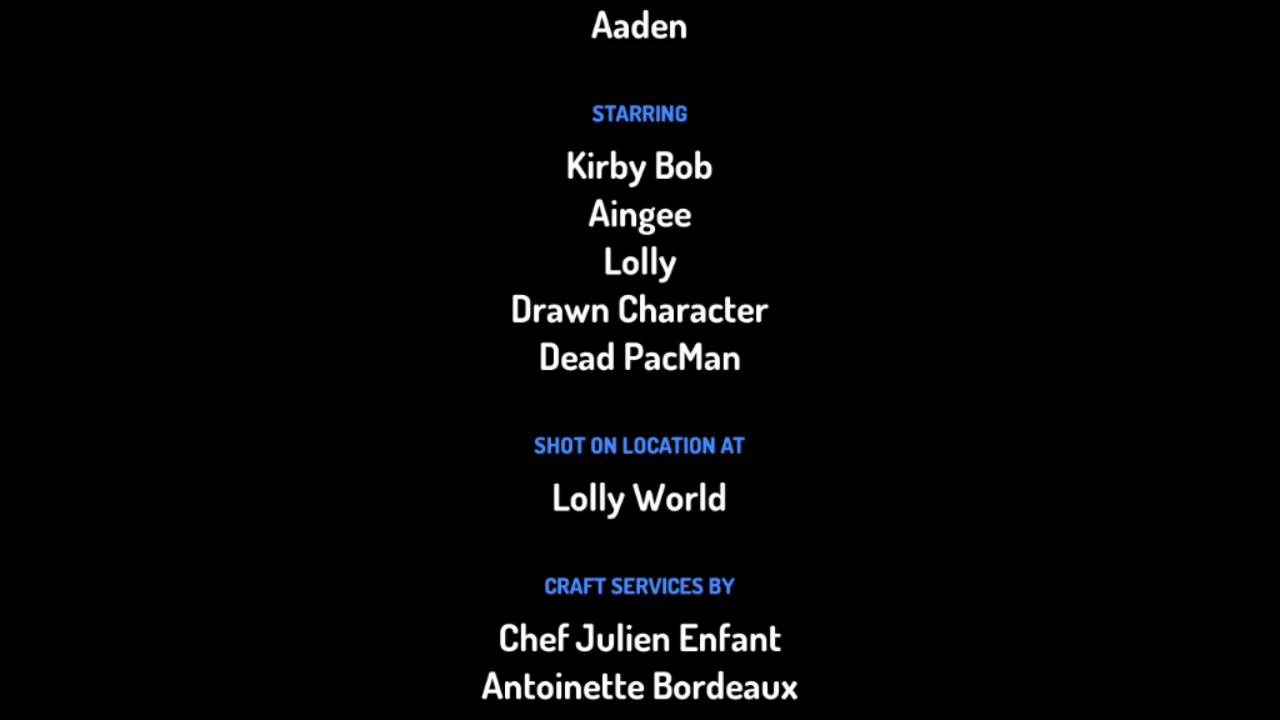 Aaden
STARRING
Kirby Bob
Aingee
Lolly
Drawn Character
Dead PacMan
SHOT ON LOCATION AT
Lolly World
CRAFT SERVICES BY
Chef Julien Enfant
Antoinette Bordeaux